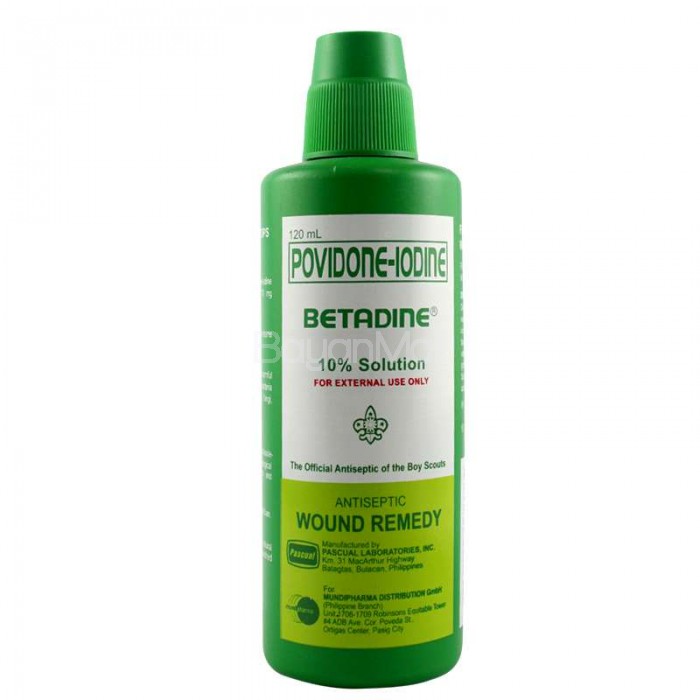 120 mL
POVIDONE-IODINE
BETADINE®
10% Solution
FOR EXTERNAL USE ONLY
The Official Antiseptic of the Boy Scouts
ANTISEPTIC
WOUND REMEDY
Pascual
Manufactured by
PASCUAL LABORATORIES, INC.
Km. 31 MacArthur Highway
Balagtas, Bulacan, Philippines
For
MUNDIPHARMA DISTRIBUTION GmbH
(Philippine Branch)
Unit 2706-1709 Robinsons Equitable Tower
#4 ADB Ave. Cor. Poveda St.,
Ortigas Center, Pasig City